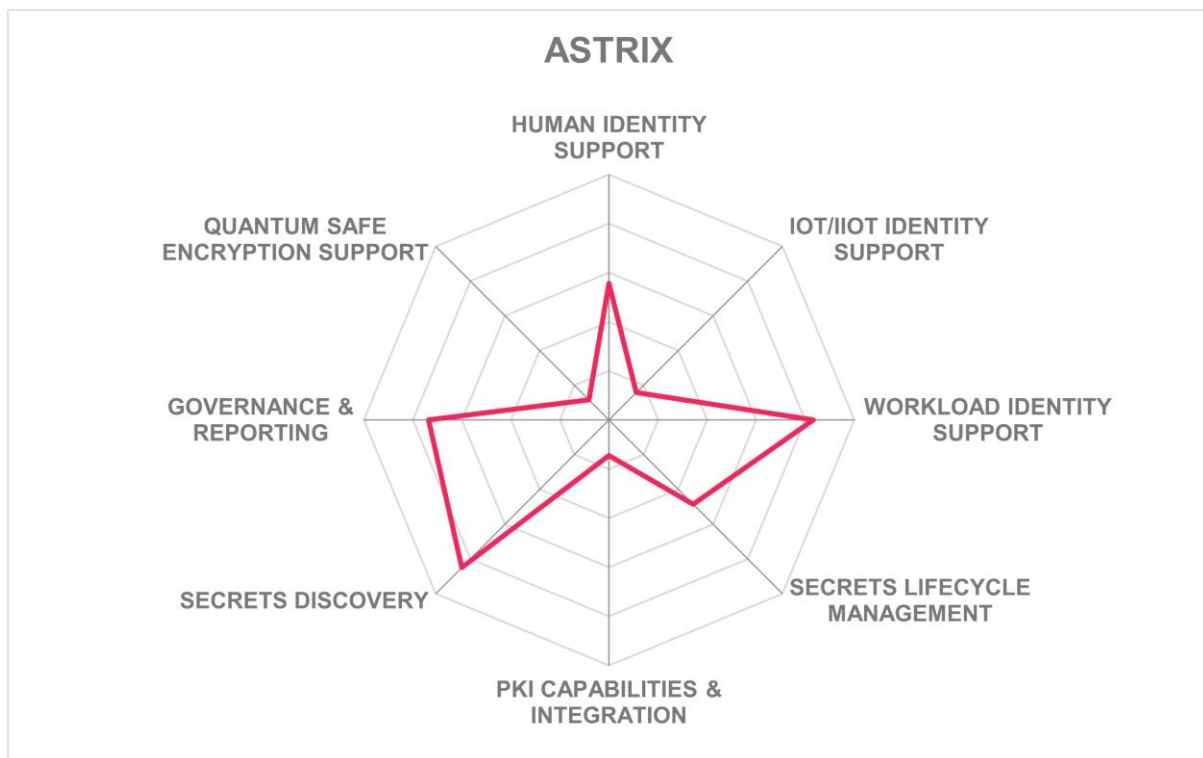 ASTRIX
HUMAN IDENTITY
SUPPORT
QUANTUM SAFE
ENCRYPTION SUPPORT
IOT/IIOT IDENTITY
SUPPORT
GOVERNANCE &
REPORTING
WORKLOAD IDENTITY
SUPPORT
SECRETS DISCOVERY
SECRETS LIFECYCLE
MANAGEMENT
PKI CAPABILITIES &
INTEGRATION